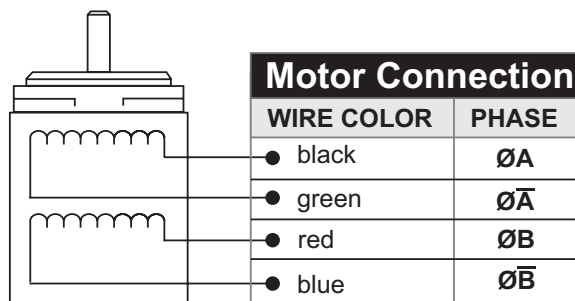 Motor Connection
WIRE COLOR PHASE
black ØA
green ØA̅
red ØB
blue ØB̅